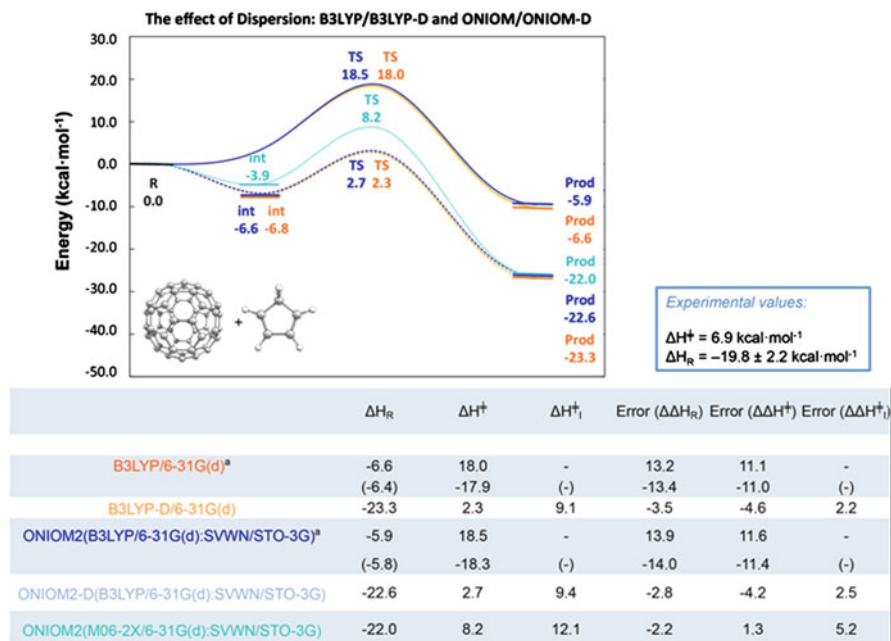 The effect of Dispersion: B3LYP/B3LYP-D and ONIOM/ONIOM-D
Energy (kcal·mol-1)
30.0
20.0
10.0
0.0
-10.0
-20.0
-30.0
-40.0
-50.0
TS TS
18.5 18.0
TS
8.2
int
-3.9
R
0.0
TS TS
2.7 2.3
int int
-6.6 -6.8
Prod
-5.9
Prod
-6.6
Prod
-22.0
Prod
-22.6
Prod
-23.3
+
Experimental values:
ΔH‡ = 6.9 kcal·mol-1
ΔHR = –19.8 ± 2.2 kcal·mol-1
ΔHR ΔH‡ ΔH‡I Error (ΔΔHR) Error (ΔΔH‡) Error (ΔΔH‡I)
B3LYP/6-31G(d)a -6.6 18.0 - 13.2 11.1 -
(-6.4) -17.9 (-) -13.4 -11.0 (-)
B3LYP-D/6-31G(d) -23.3 2.3 9.1 -3.5 -4.6 2.2
ONIOM2(B3LYP/6-31G(d):SVWN/STO-3G)a -5.9 18.5 - 13.9 11.6 -
(-5.8) -18.3 (-) -14.0 -11.4 (-)
ONIOM2-D(B3LYP/6-31G(d):SVWN/STO-3G) -22.6 2.7 9.4 -2.8 -4.2 2.5
ONIOM2(M06-2X/6-31G(d):SVWN/STO-3G) -22.0 8.2 12.1 -2.2 1.3 5.2